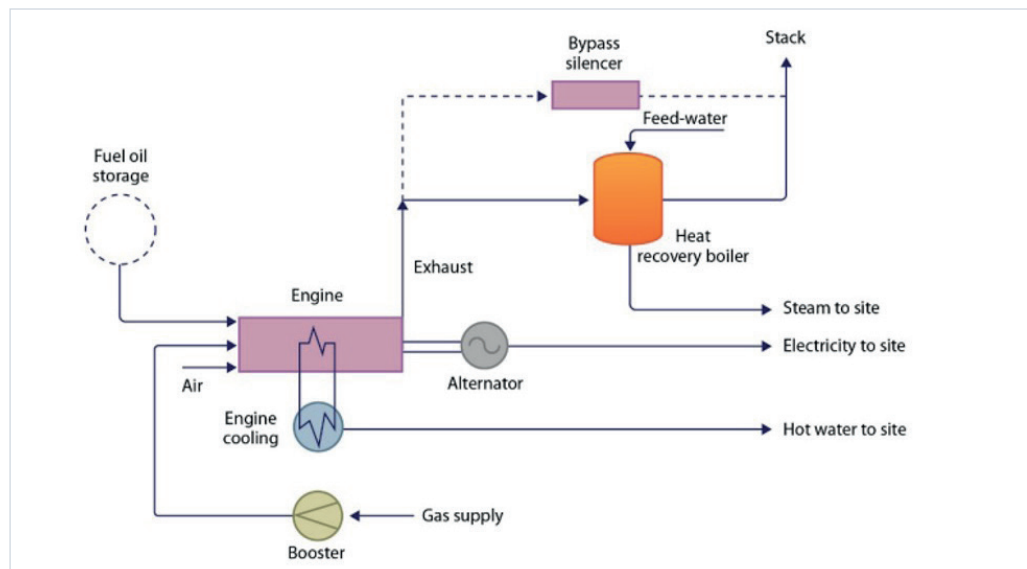 Stack
Bypass
silencer
Feed-water
Fuel oil
storage
Heat
recovery boiler
Exhaust
Engine
Steam to site
Electricity to site
Air
Alternator
Engine
cooling
Hot water to site
Gas supply
Booster